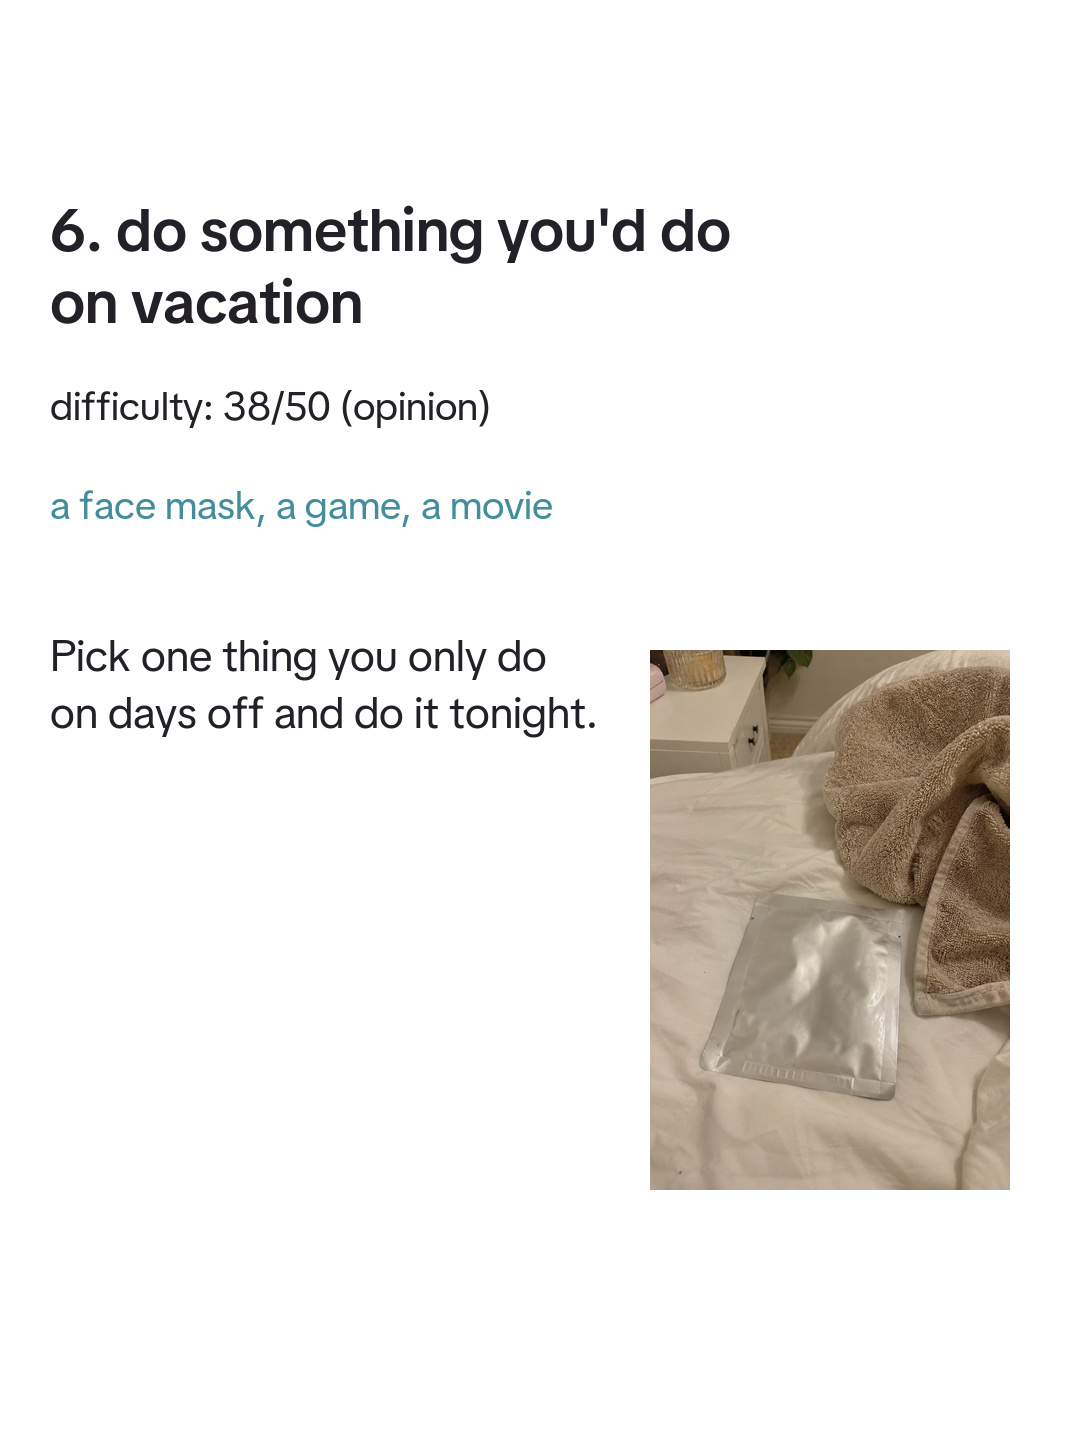 6. do something you'd do
on vacation
difficulty: 38/50 (opinion)
a face mask, a game, a movie
Pick one thing you only do
on days off and do it tonight.